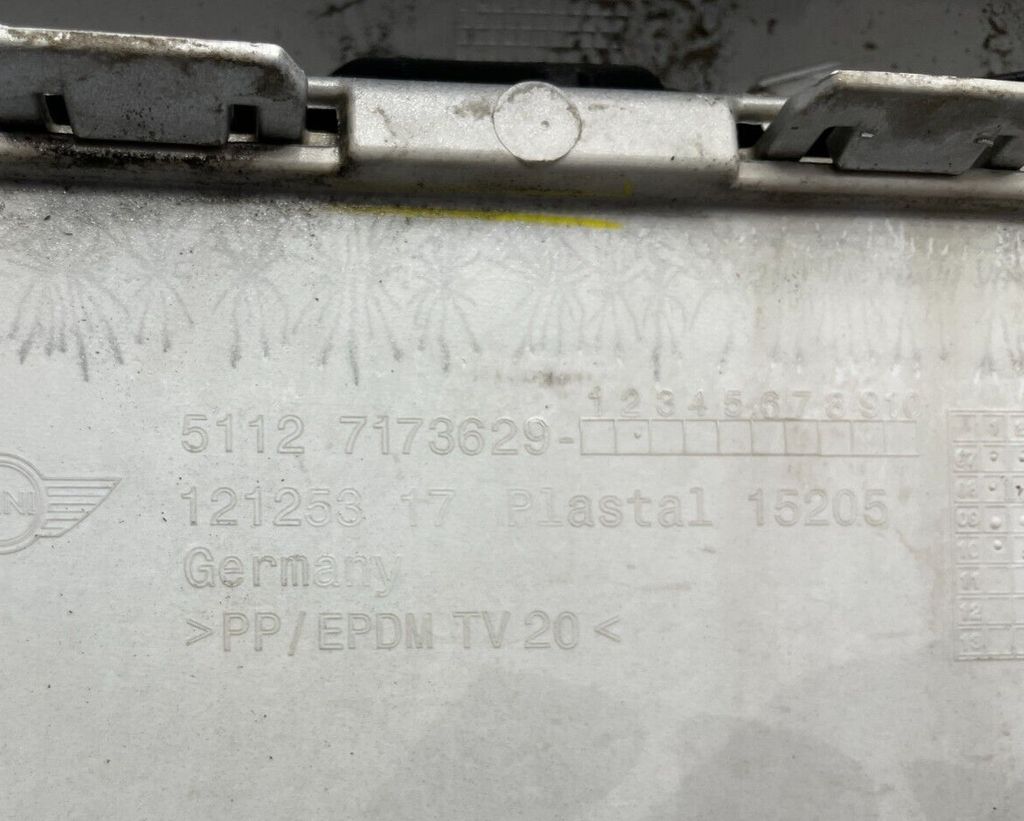 1 2 3 4 5 6 7 8 9 10
5112 7173629-
NI
121253 17 Plastal 15205
Germany
>PP/EPDM TV 20<